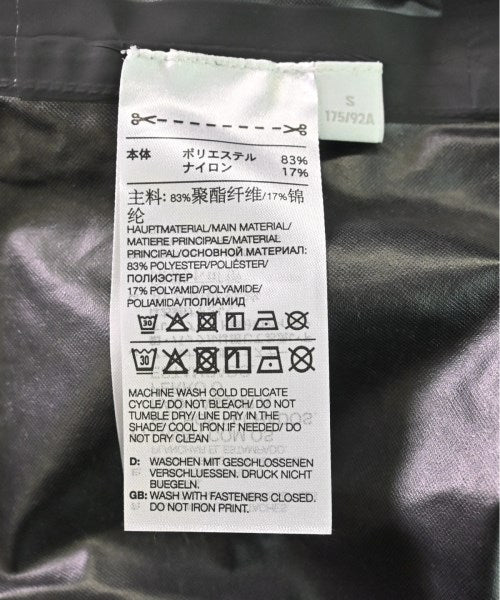 S
175/92A
本体 ポリエステル 83%
ナイロン 17%
主料: 83%聚酯纤维/17%锦
纶
HAUPTMATERIAL/MAIN MATERIAL/
MATIERE PRINCIPALE/MATERIAL
PRINCIPAL/ОСНОВНОЙ МАТЕРИАЛ:
83% POLYESTER/POLIÉSTER/
ПОЛИЭСТЕР
17% POLYAMID/POLYAMIDE/
POLIAMIDA/ПОЛИАМИД
30
30
MACHINE WASH COLD DELICATE
CYCLE/ DO NOT BLEACH/ DO NOT
TUMBLE DRY/ LINE DRY IN THE
SHADE/ COOL IRON IF NEEDED/ DO
NOT DRY CLEAN
D: WASCHEN MIT GESCHLOSSENEN
VERSCHLUESSEN. DRUCK NICHT
BUEGELN.
GB: WASH WITH FASTENERS CLOSED.
DO NOT IRON PRINT.